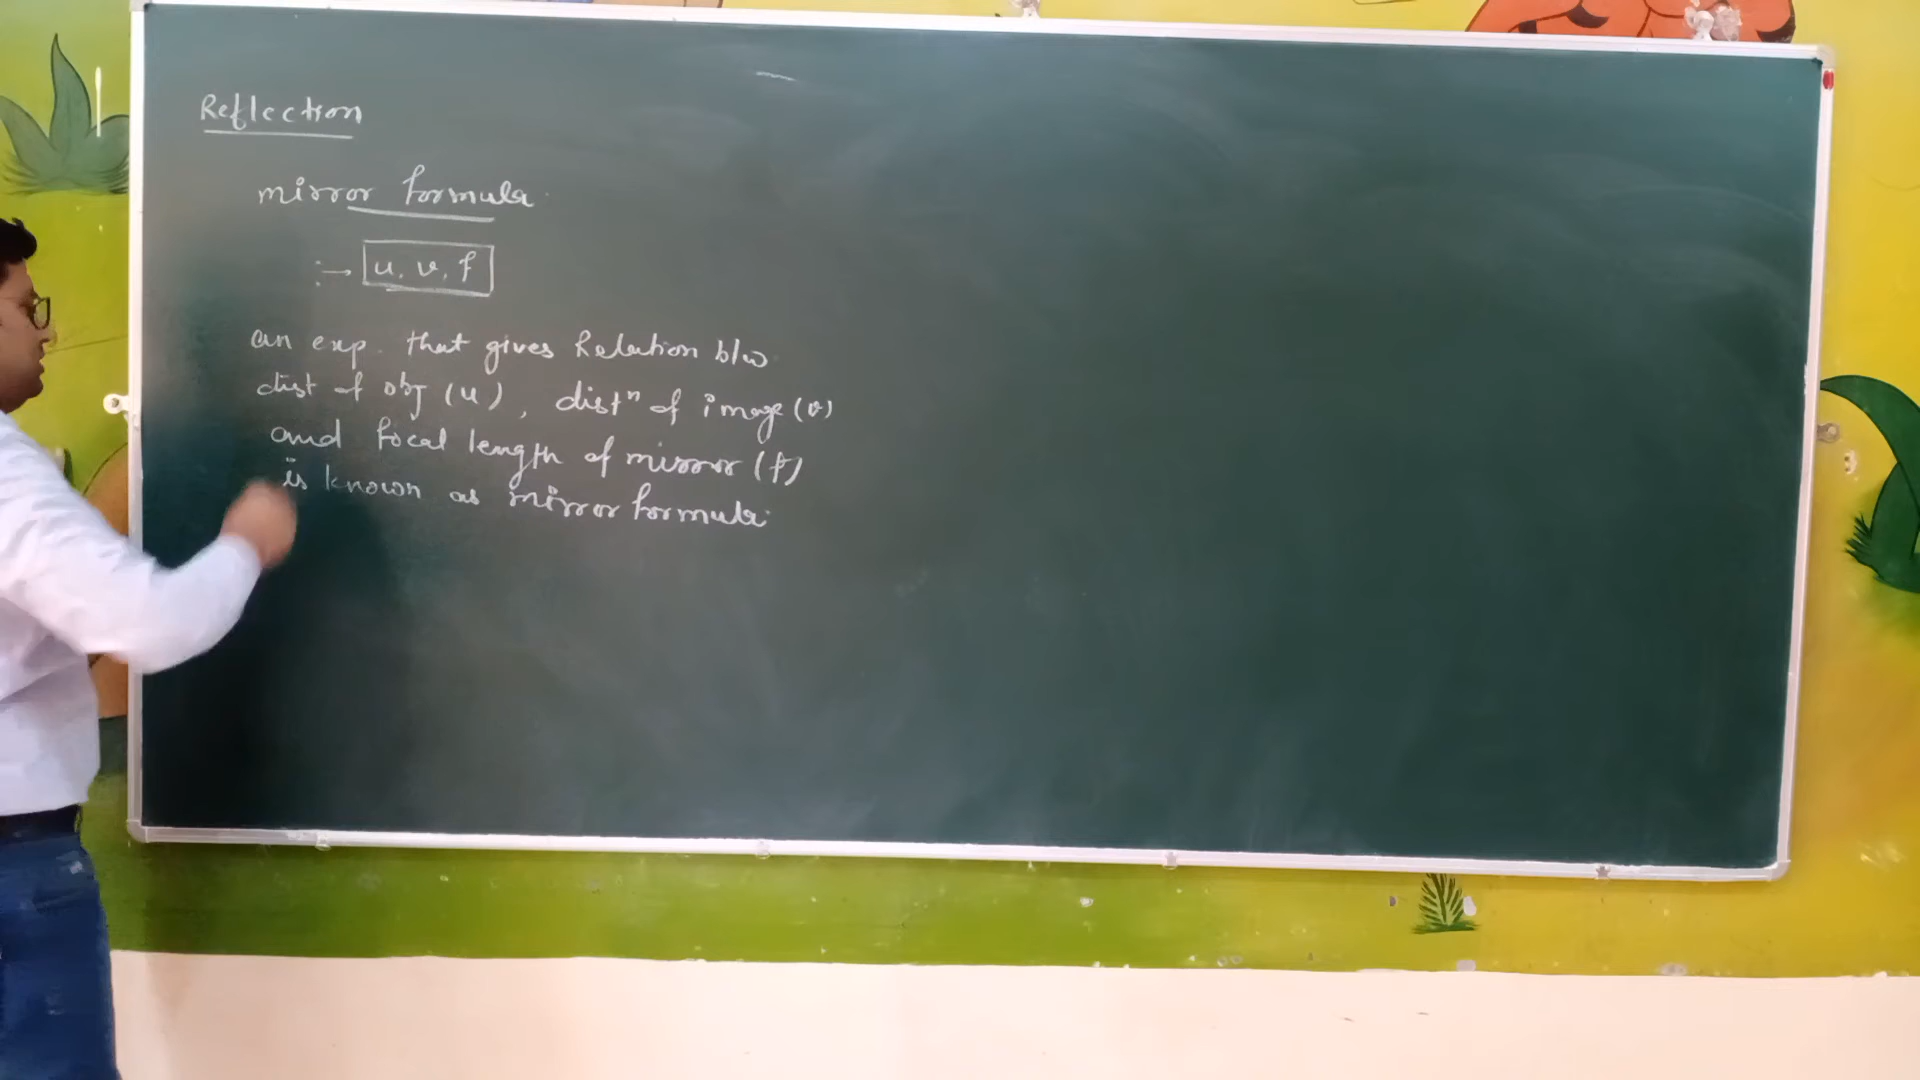 Reflection
mirror formula
:→ u, v, f
an exp. that gives Relation b/w
dist of obj (u), distⁿ of image (v)
and focal length of mirror (f)
is known as mirror formula.